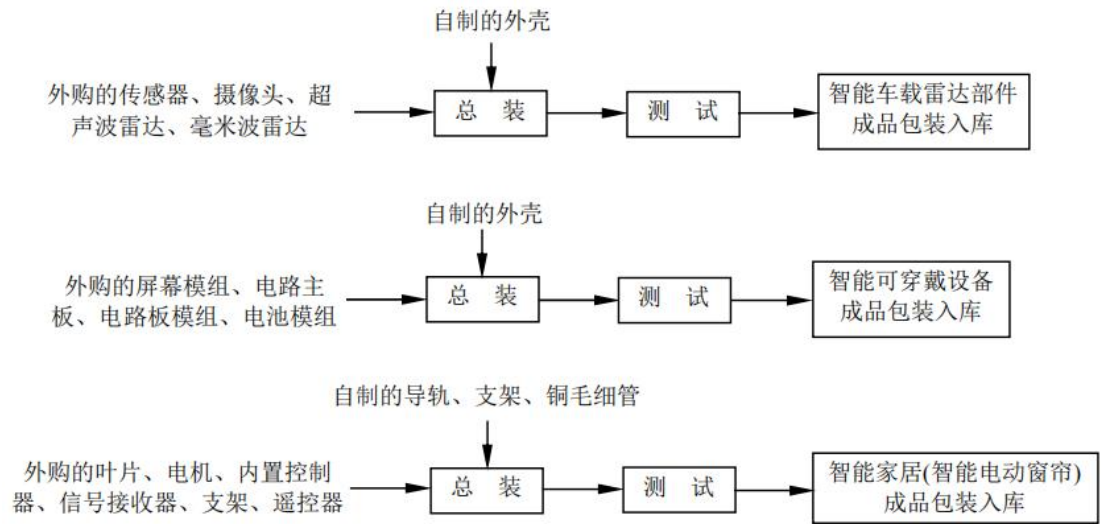 自制的外壳
外购的传感器、摄像头、超
声波雷达、毫米波雷达
总 装
测 试
智能车载雷达部件
成品包装入库
自制的外壳
外购的屏幕模组、电路主
板、电路板模组、电池模组
总 装
测 试
智能可穿戴设备
成品包装入库
自制的导轨、支架、铜毛细管
外购的叶片、电机、内置控制
器、信号接收器、支架、遥控器
总 装
测 试
智能家居(智能电动窗帘)
成品包装入库